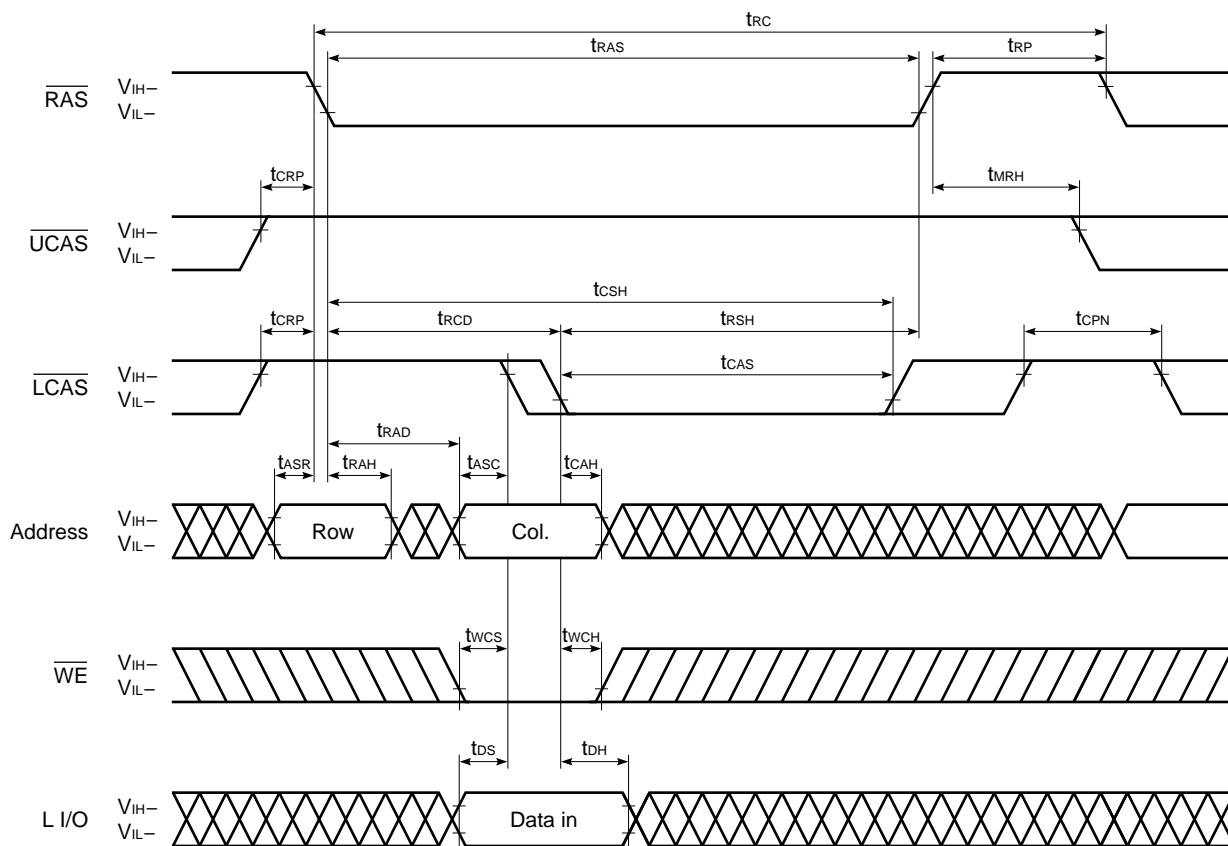 tRC
tRAS
tRP
RAS
VIH–
VIL–
tCRP
tMRH
UCAS
VIH–
VIL–
tCSH
tCRP
tRCD
tRSH
tCPN
LCAS
VIH–
VIL–
tCAS
tRAD
tASR
tRAH
tASC
tCAH
Address
VIH–
VIL–
Row
Col.
tWCS
tWCH
WE
VIH–
VIL–
tDS
tDH
L I/O
VIH–
VIL–
Data in